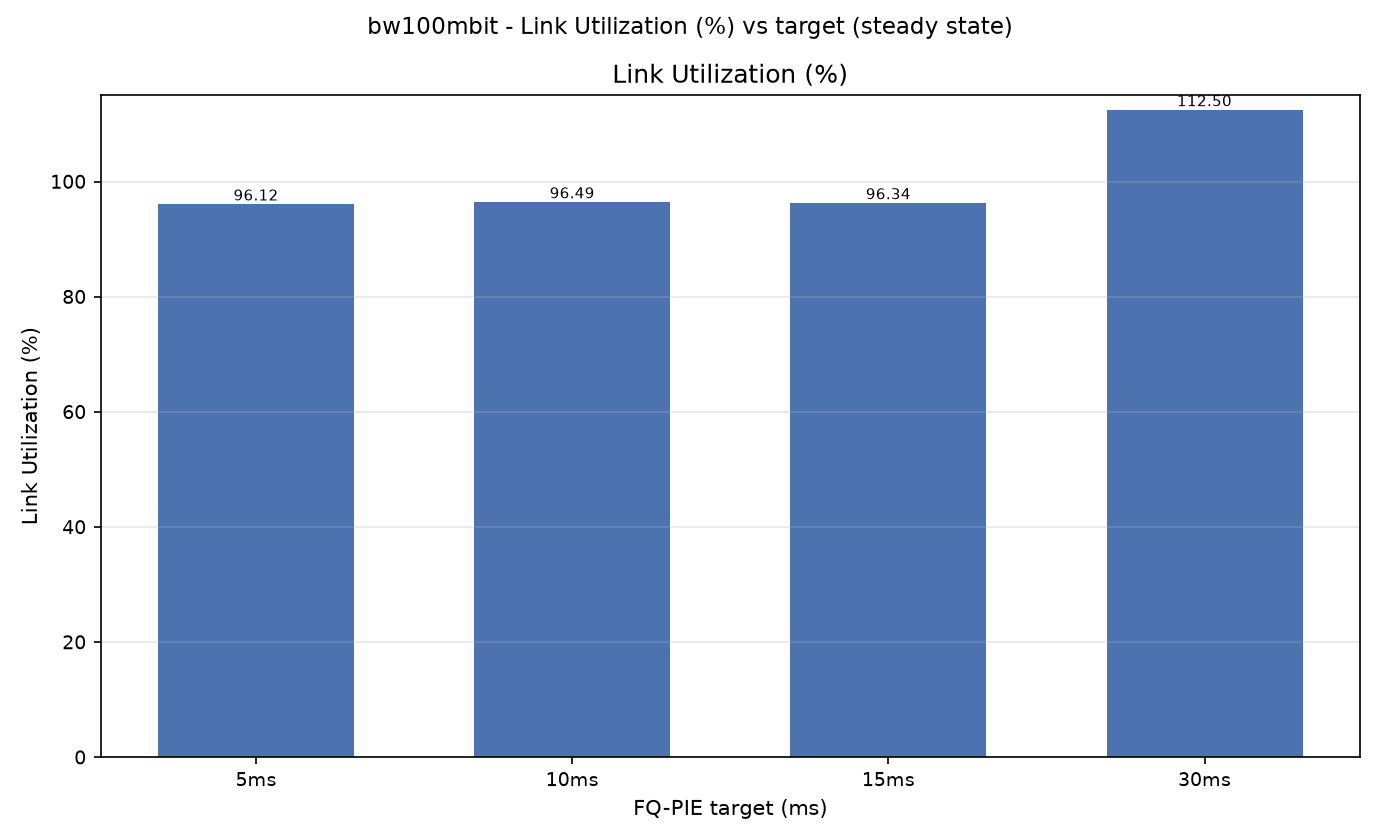 bw100mbit - Link Utilization (%) vs target (steady state)
Link Utilization (%)
112.50
96.12
96.49
96.34
100
80
60
40
20
0
Link Utilization (%)
5ms
10ms
15ms
30ms
FQ-PIE target (ms)